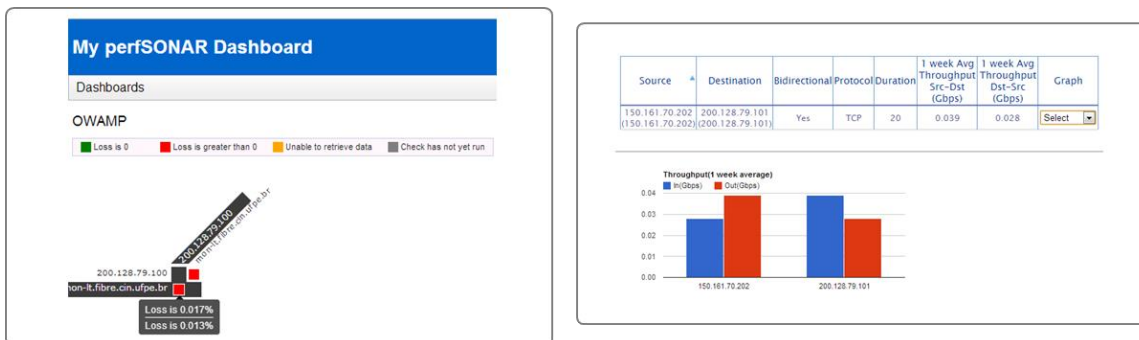 My perfSONAR Dashboard
Dashboards
OWAMP
Loss is 0 Loss is greater than 0 Unable to retrieve data Check has not yet run
200.128.79.100
mon-lt.fibre.cin.ufpe.br
200.128.79.100
on-lt.fibre.cin.ufpe.br
Loss is 0.017%
Loss is 0.013%
Source Destination Bidirectional Protocol Duration 1 week Avg Throughput Src-Dst (Gbps) 1 week Avg Throughput Dst-Src (Gbps) Graph
150.161.70.202 200.128.79.101 Yes TCP 20 0.039 0.028 Select
(150.161.70.202) (200.128.79.101)
Throughput(1 week average)
In(Gbps) Out(Gbps)
0.04
0.03
0.02
0.01
0.00
150.161.70.202 200.128.79.101